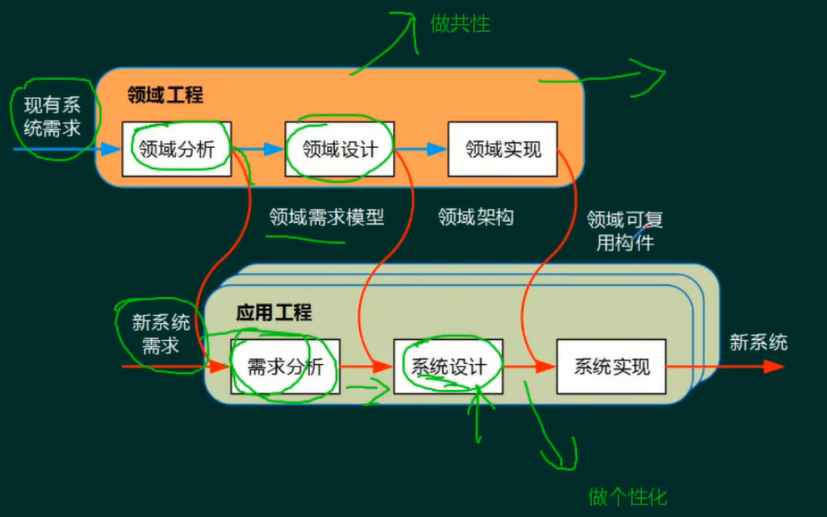 做共性
领域工程
现有系
统需求
领域分析
领域设计
领域实现
领域需求模型
领域架构
领域可复
用构件
应用工程
新系统
需求
需求分析
系统设计
系统实现
新系统
做个性化